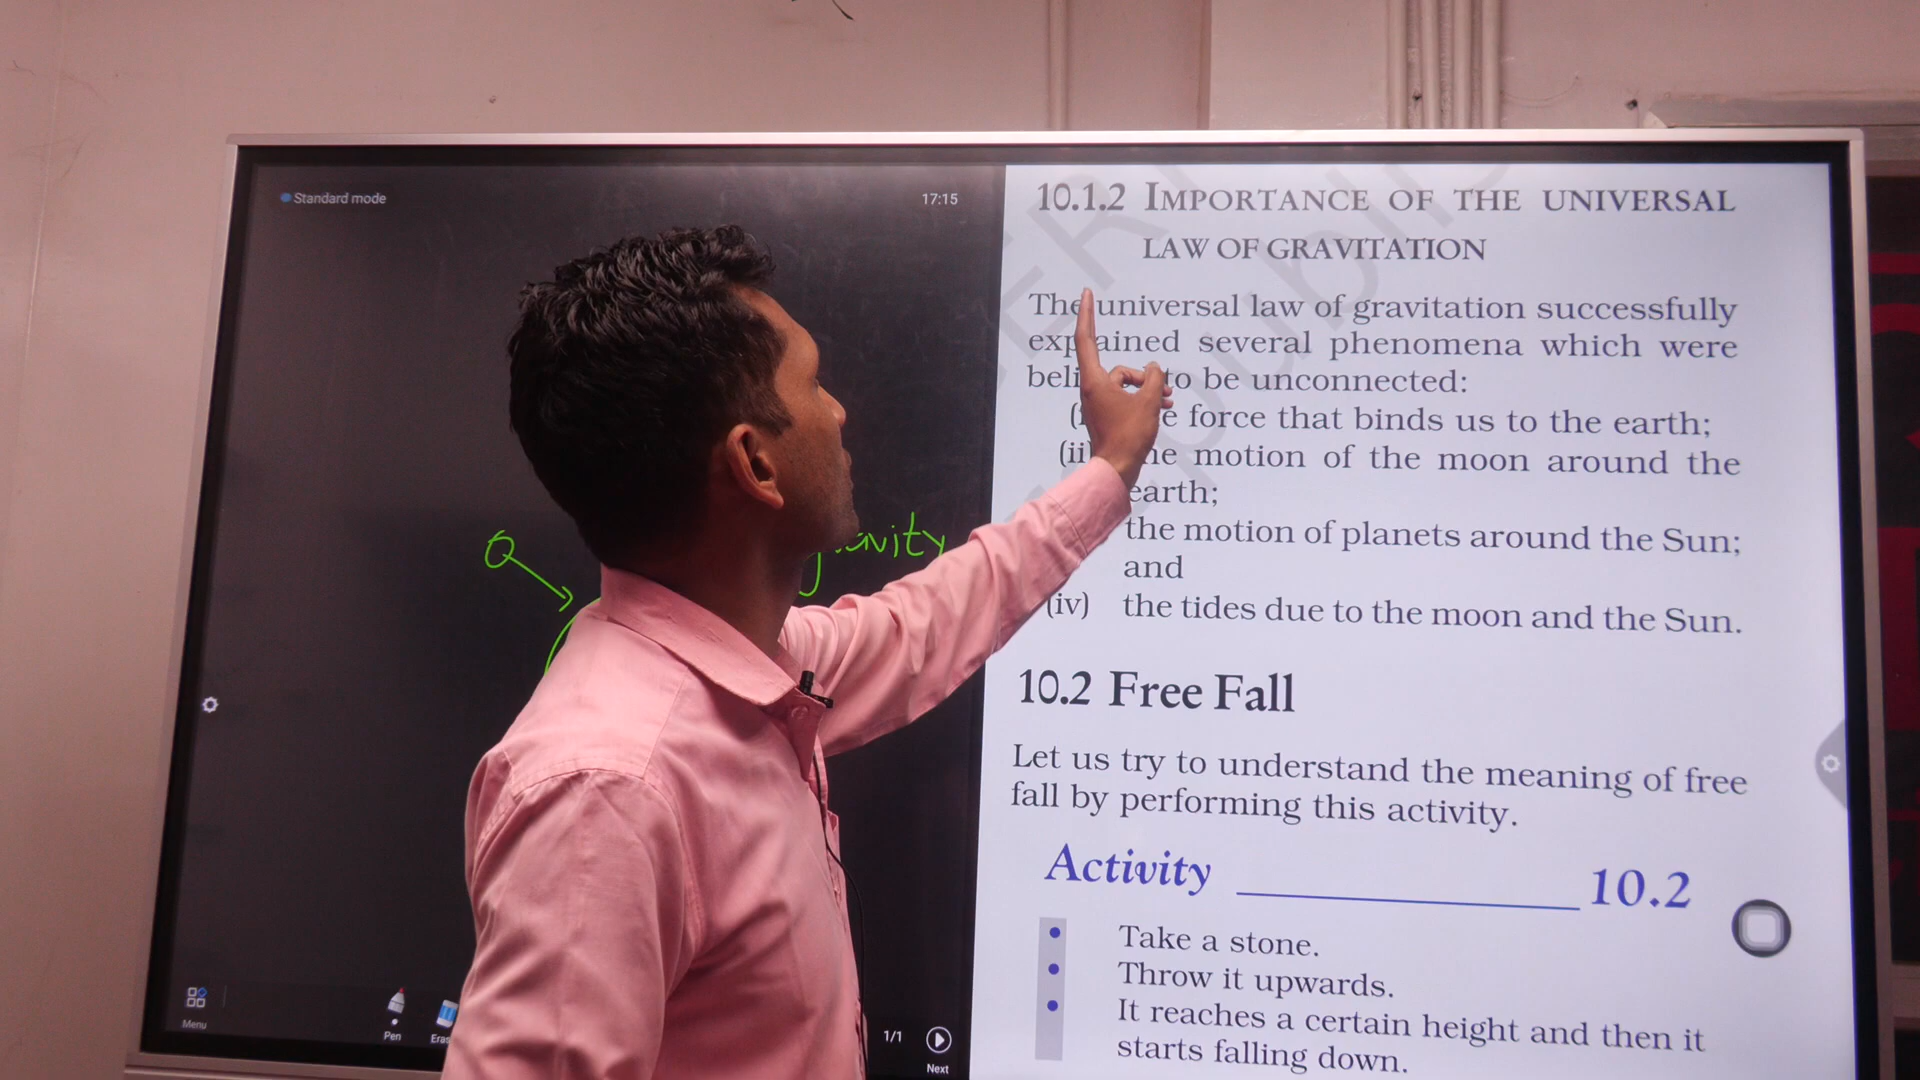 Standard mode
17:15
gravity
Menu
Pen
1/1
Next
10.1.2 IMPORTANCE OF THE UNIVERSAL
LAW OF GRAVITATION
The universal law of gravitation successfully
explained several phenomena which were
to be unconnected:
force that binds us to the earth;
(ii) motion of the moon around the
earth;
the motion of planets around the Sun;
and
(iv) the tides due to the moon and the Sun.
10.2 Free Fall
Let us try to understand the meaning of free
fall by performing this activity.
Activity 10.2
• Take a stone.
• Throw it upwards.
• It reaches a certain height and then it
starts falling down.